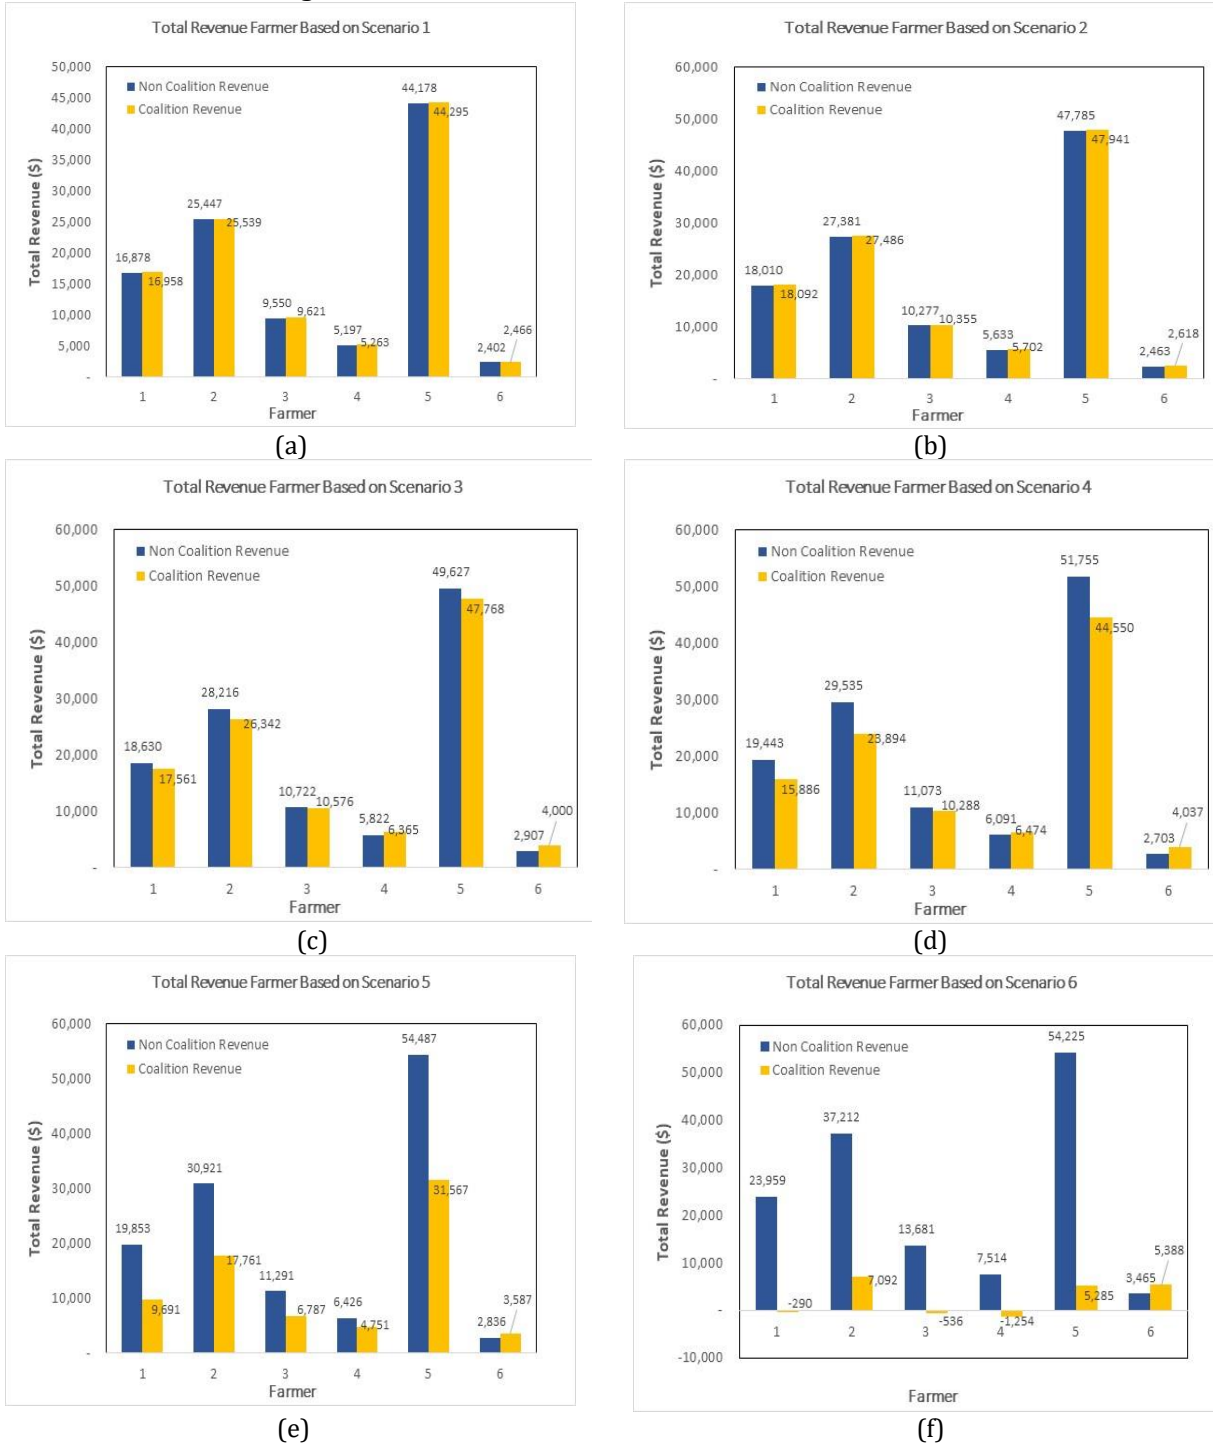 Total Revenue Farmer Based on Scenario 1
Total Revenue ($)
50,000
45,000
40,000
35,000
30,000
25,000
20,000
15,000
10,000
5,000
-
Non Coalition Revenue
Coalition Revenue
16,878
16,958
25,447
25,539
9,550
9,621
5,197
5,263
44,178
44,295
2,402
2,466
1 2 3 4 5 6
Farmer
(a)
Total Revenue Farmer Based on Scenario 2
Total Revenue ($)
60,000
50,000
40,000
30,000
20,000
10,000
-
Non Coalition Revenue
Coalition Revenue
18,010
18,092
27,381
27,486
10,277
10,355
5,633
5,702
47,785
47,941
2,463
2,618
1 2 3 4 5 6
Farmer
(b)
Total Revenue Farmer Based on Scenario 3
Total Revenue ($)
60,000
50,000
40,000
30,000
20,000
10,000
-
Non Coalition Revenue
Coalition Revenue
18,630
17,561
28,216
26,342
10,722
10,576
5,822
6,365
49,627
47,768
2,907
4,000
1 2 3 4 5 6
Farmer
(c)
Total Revenue Farmer Based on Scenario 4
Total Revenue ($)
60,000
50,000
40,000
30,000
20,000
10,000
-
Non Coalition Revenue
Coalition Revenue
19,443
15,886
29,535
23,894
11,073
10,288
6,091
6,474
51,755
44,550
2,703
4,037
1 2 3 4 5 6
Farmer
(d)
Total Revenue Farmer Based on Scenario 5
Total Revenue ($)
60,000
50,000
40,000
30,000
20,000
10,000
-
Non Coalition Revenue
Coalition Revenue
19,853
9,691
30,921
17,761
11,291
6,787
6,426
4,751
54,487
31,567
2,836
3,587
1 2 3 4 5 6
Farmer
(e)
Total Revenue Farmer Based on Scenario 6
Total Revenue ($)
60,000
50,000
40,000
30,000
20,000
10,000
-
-10,000
Non Coalition Revenue
Coalition Revenue
23,959
-290
37,212
7,092
13,681
-536
7,514
-1,254
54,225
5,285
3,465
5,388
1 2 3 4 5 6
Farmer
(f)